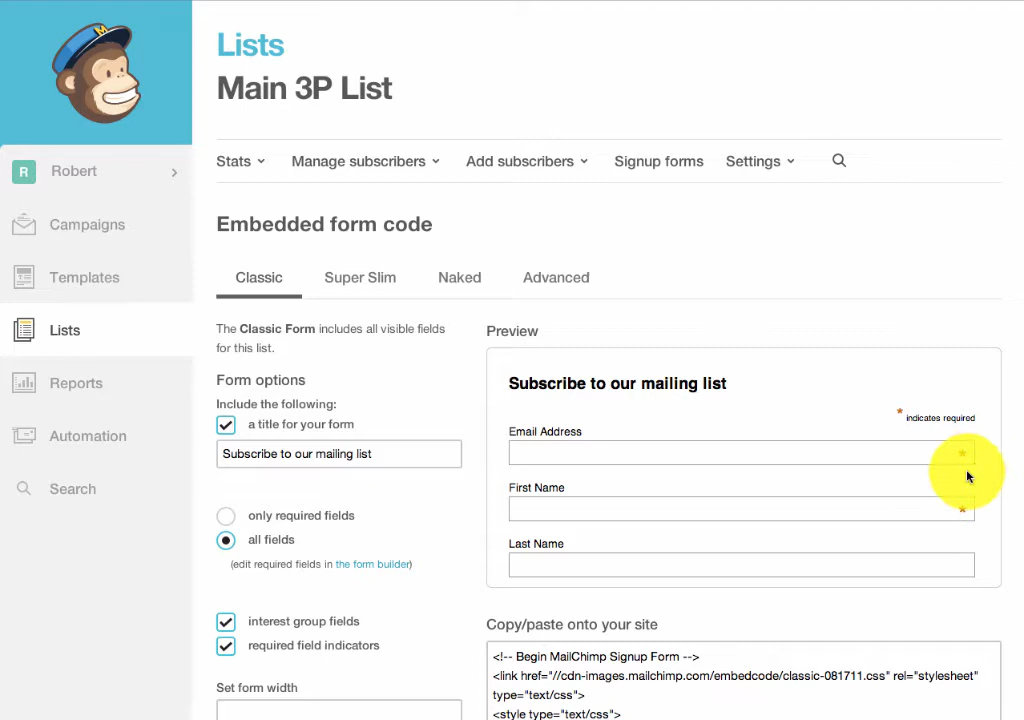 M
Lists
Main 3P List
R Robert
Campaigns
Templates
Lists
Reports
Automation
Search
Stats Manage subscribers Add subscribers Signup forms Settings
Embedded form code
Classic Super Slim Naked Advanced
The Classic Form includes all visible fields
for this list.
Form options
Include the following:
a title for your form
Subscribe to our mailing list
only required fields
all fields
(edit required fields in the form builder)
interest group fields
required field indicators
Set form width
Preview
Subscribe to our mailing list
* indicates required
Email Address
*
First Name
*
Last Name
Copy/paste onto your site
<!-- Begin MailChimp Signup Form -->
<link href="//cdn-images.mailchimp.com/embedcode/classic-081711.css" rel="stylesheet"
type="text/css">
<style type="text/css">